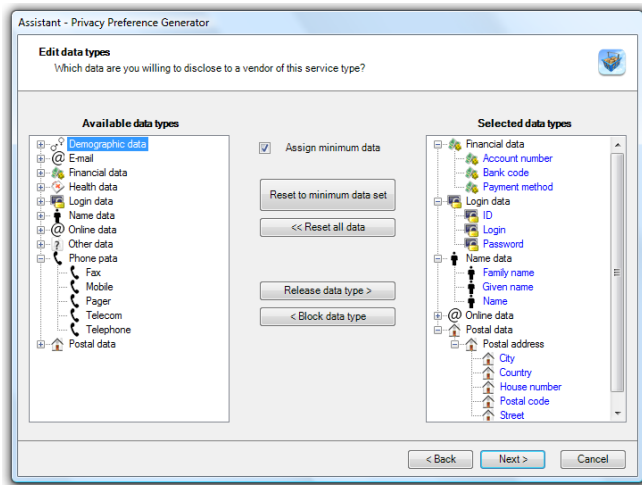 Assistant - Privacy Preference Generator
Edit data types
Which data are you willing to disclose to a vendor of this service type?
Available data types
Demographic data
E-mail
Financial data
Health data
Login data
Name data
Online data
Other data
Phone pata
Fax
Mobile
Pager
Telecom
Telephone
Postal data
Assign minimum data
Reset to minimum data set
<< Reset all data
Release data type >
< Block data type
Selected data types
Financial data
Account number
Bank code
Payment method
Login data
ID
Login
Password
Name data
Family name
Given name
Name
Online data
Postal data
Postal address
City
Country
House number
Postal code
Street
< Back
Next >
Cancel